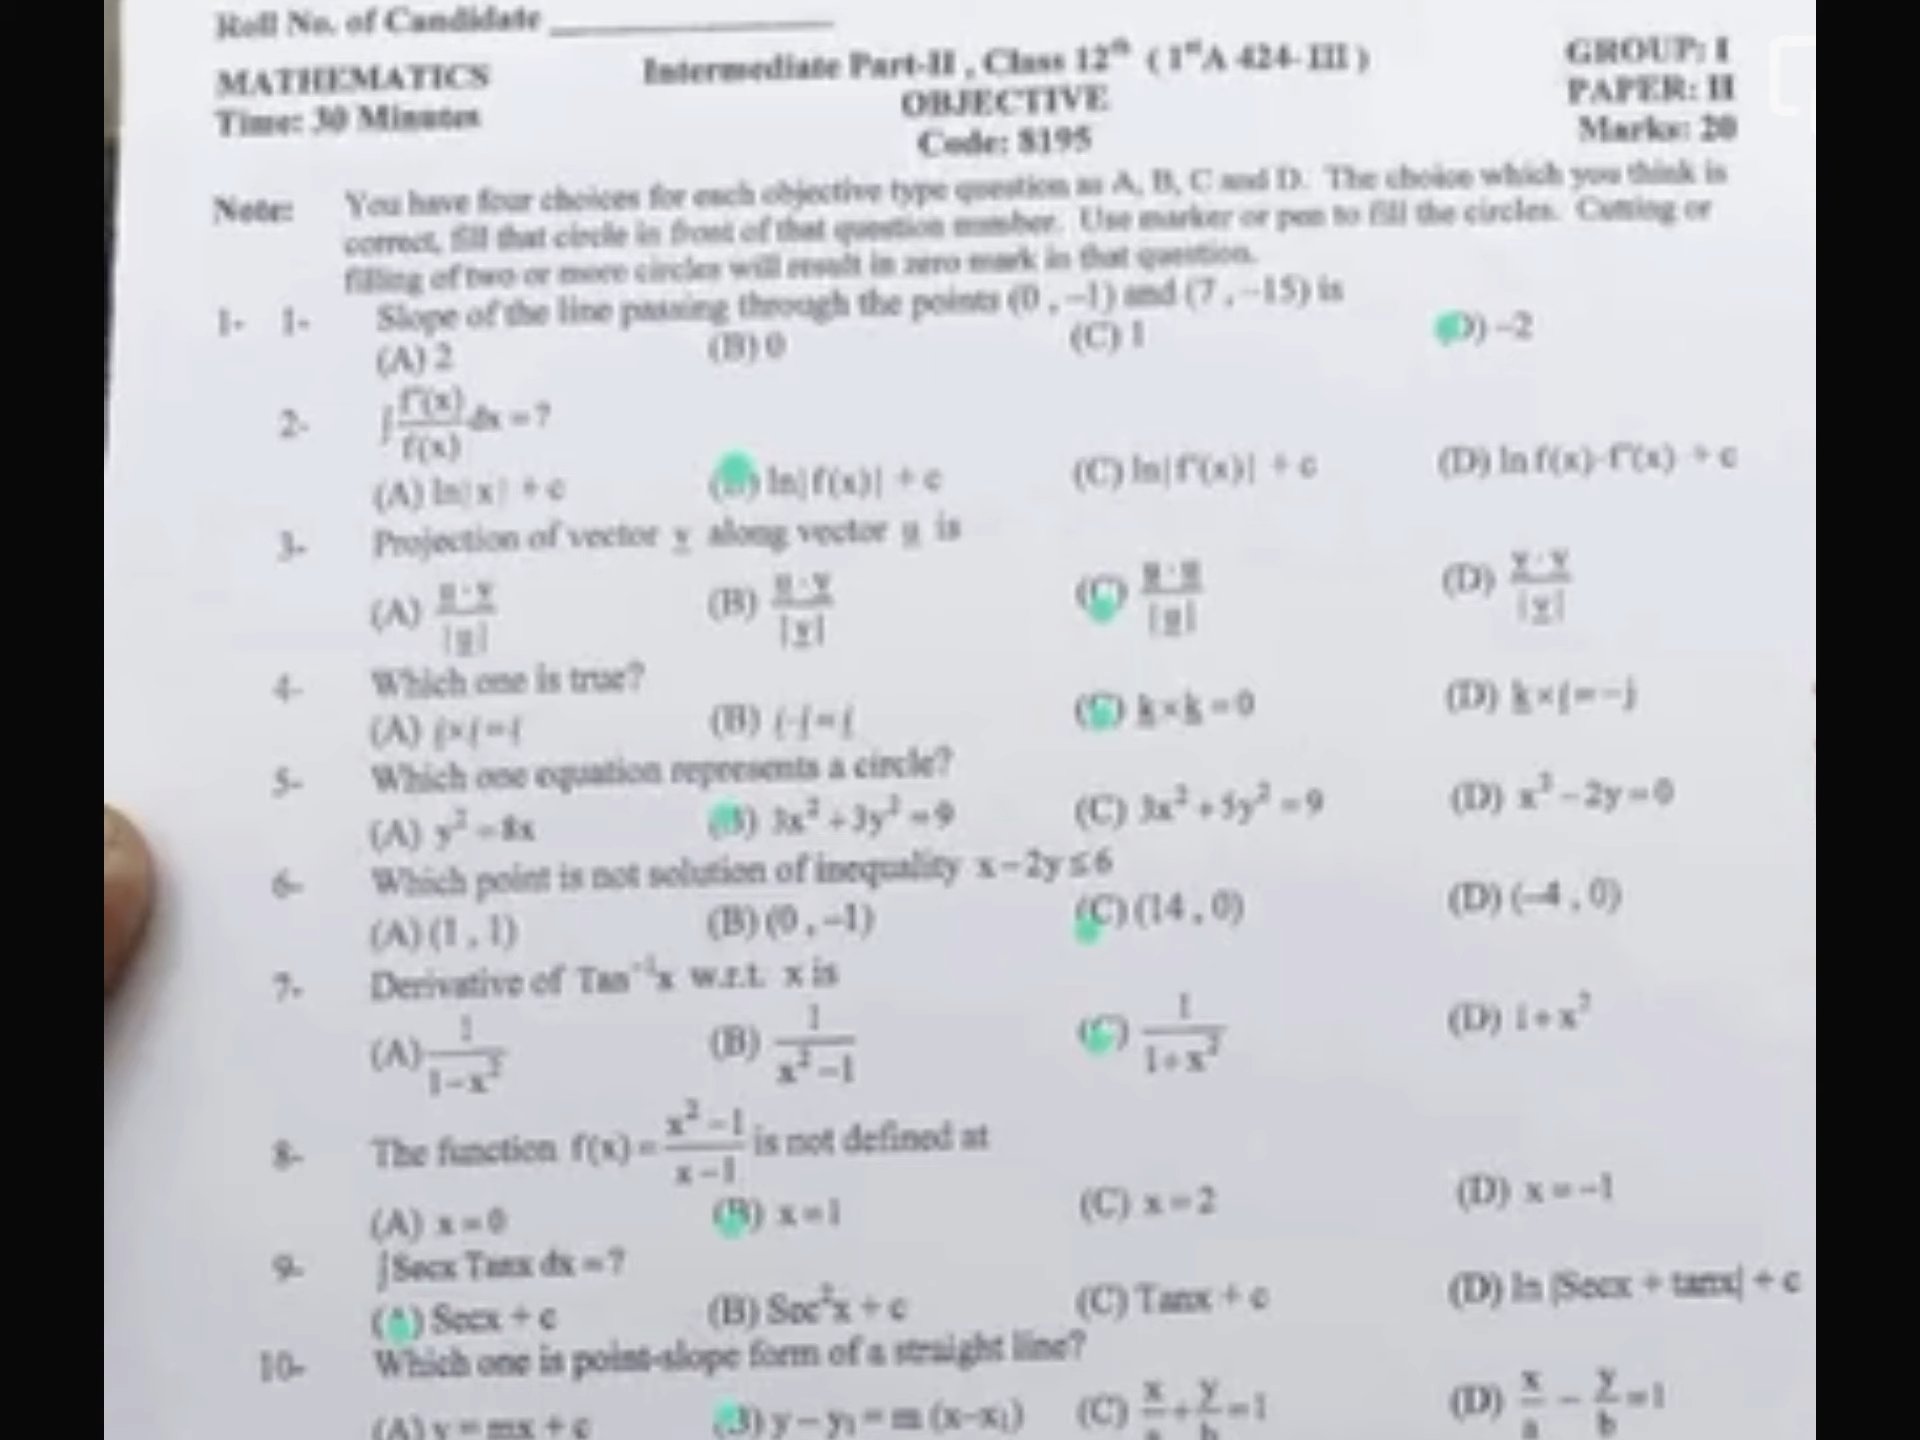 Roll No. of Candidate
Intermediate Part-II , Class 12th ( 1st A 424- III )
GROUP: I
MATHEMATICS
OBJECTIVE
PAPER: II
Time: 30 Minutes
Code: 8195
Marks: 20
Note: You have four choices for each objective type question as A, B, C and D. The choice which you think is
correct, fill that circle in front of that question number. Use marker or pen to fill the circles. Cutting or
filling of two or more circles will result in zero mark in that question.
1- 1- Slope of the line passing through the points (0 , –1) and (7 , –15) is
(A) 2 (B) 0 (C) 1 (D) –2
2- ∫ f'(x)/f(x) dx = ?
(A) ln|x| + c (B) ln|f(x)| + c (C) ln|f'(x)| + c (D) ln f(x)·f'(x) + c
3- Projection of vector v along vector u is
(A) u·v/|u| (B) u·v/|v| (C) u·u/|u| (D) v·v/|v|
4- Which one is true?
(A) (B) (C) k×k=0 (D)
5- Which one equation represents a circle?
(A) y²=8x (B) 3x²+3y²=9 (C) 3x²+5y²=9 (D) x²–2y=0
6- Which point is not solution of inequality x–2y≤6
(A) (1 , 1) (B) (0 , –1) (C) (14 , 0) (D) (–4 , 0)
7- Derivative of Tan⁻¹x w.r.t. x is
(A) 1/1–x² (B) 1/x²–1 (C) 1/1+x² (D) 1+x²
8- The function f(x)= x²–1/x–1 is not defined at
(A) x=0 (B) x=1 (C) x=2 (D) x=–1
9- ∫Secx Tanx dx = ?
(A) Secx + c (B) Sec²x + c (C) Tanx + c (D) ln |Secx + tanx| + c
10- Which one is point-slope form of a straight line?
(A) y = mx + c (B) y – y₁ = m (x–x₁) (C) x/a + y/b = 1 (D) x/a – y/b = 1